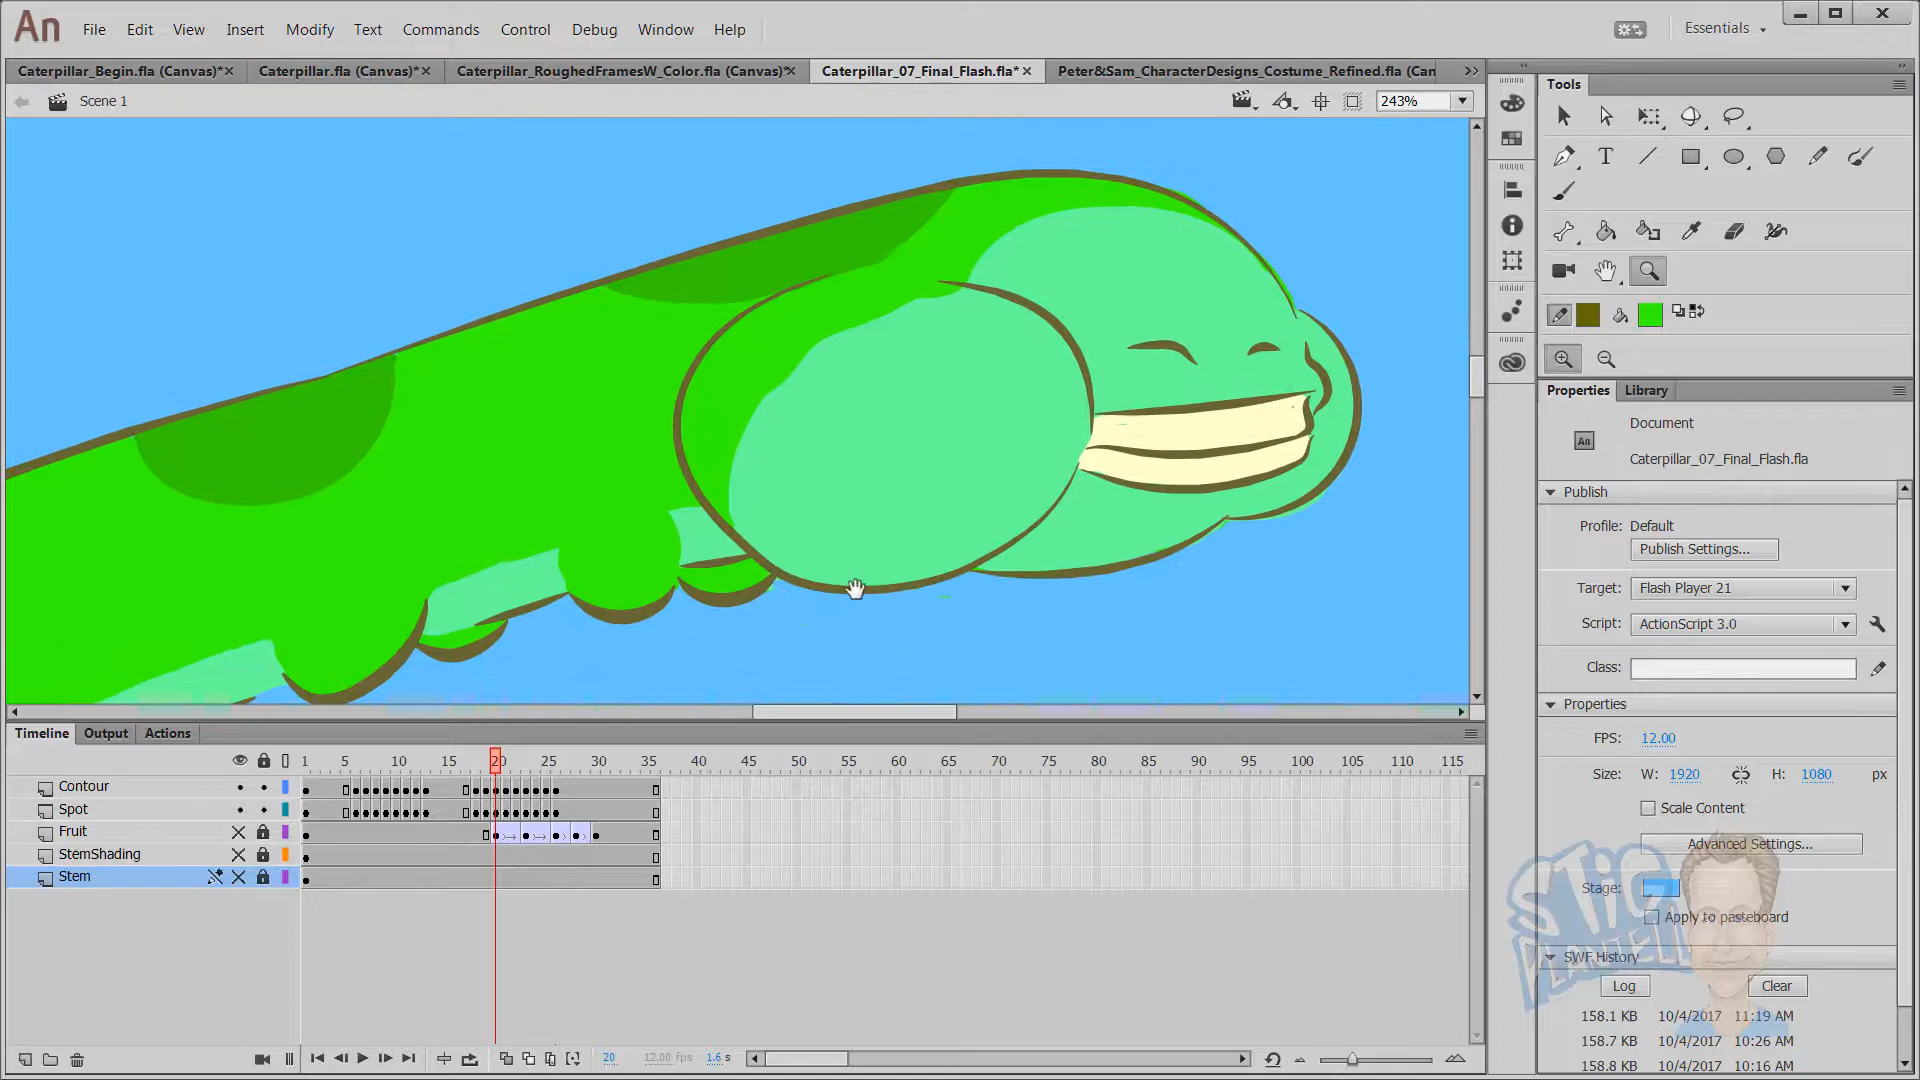 An File Edit View Insert Modify Text Commands Control Debug Window Help Essentials
Caterpillar_Begin.fla (Canvas)* Caterpillar.fla (Canvas)* Caterpillar_RoughedFramesW_Color.fla (Canvas)* Caterpillar_07_Final_Flash.fla* Peter&Sam_CharacterDesigns_Costume_Refined.fla (Can
Scene 1 243%
Tools
Properties Library
Document
An
Caterpillar_07_Final_Flash.fla
Publish
Profile: Default
Publish Settings...
Target: Flash Player 21
Script: ActionScript 3.0
Class:
Properties
FPS: 12.00
Size: W: 1920 H: 1080 px
Scale Content
Advanced Settings...
Stage:
Apply to pasteboard
SWF History
Log Clear
158.1 KB 10/4/2017 11:19 AM
158.7 KB 10/4/2017 10:26 AM
158.8 KB 10/4/2017 10:16 AM
STIG
Timeline Output Actions
1 5 10 15 20 25 30 35 40 45 50 55 60 65 70 75 80 85 90 95 100 105 110 115
Contour
Spot
Fruit
StemShading
Stem
20 12.00 fps 1.6 s